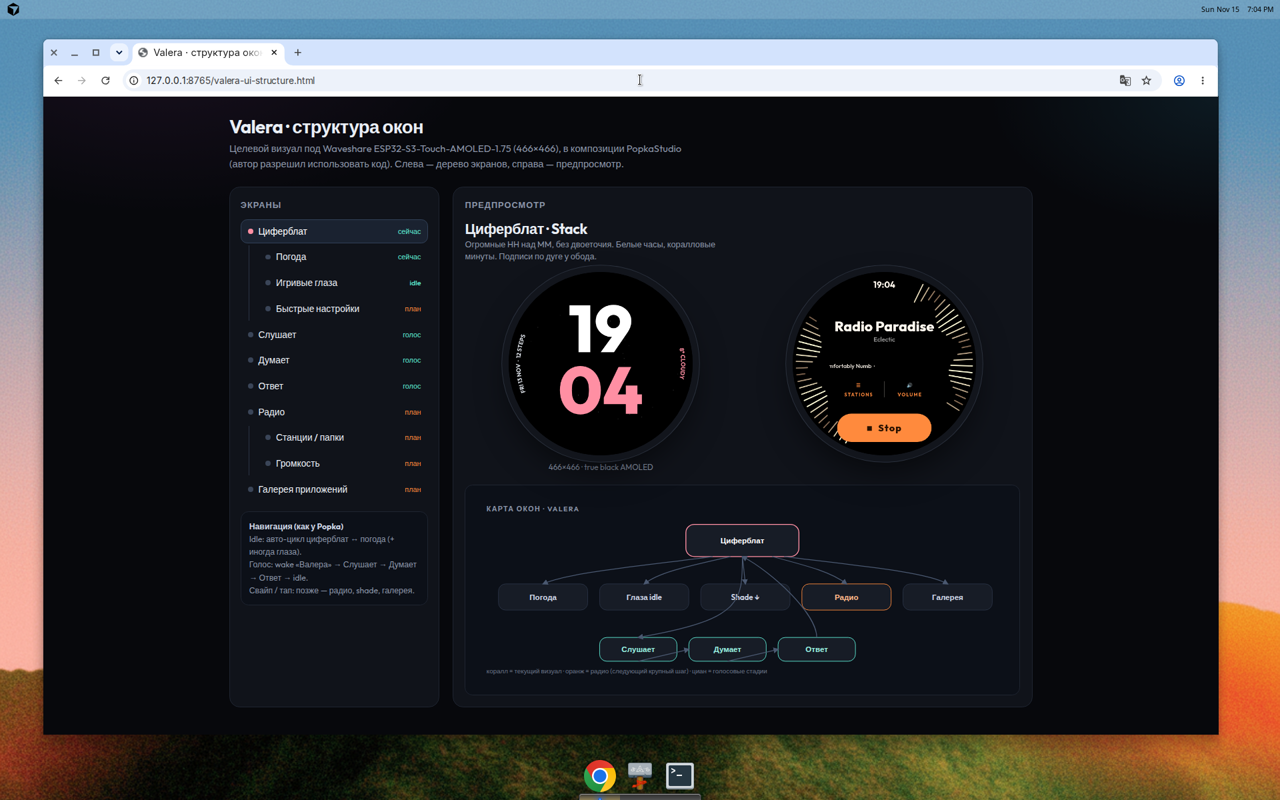 Sun Nov 15 7:04 PM
Valera · структура око
127.0.0.1:8765/valera-ui-structure.html
Valera · структура окон
Целевой визуал под Waveshare ESP32-S3-Touch-AMOLED-1.75 (466×466), в композиции PopkaStudio
(автор разрешил использовать код). Слева — дерево экранов, справа — предпросмотр.
ЭКРАНЫ
Циферблат сейчас
Погода сейчас
Игривые глаза idle
Быстрые настройки план
Слушает голос
Думает голос
Ответ голос
Радио план
Станции / папки план
Громкость план
Галерея приложений план
Навигация (как у Popka)
Idle: авто-цикл циферблат ↔ погода (+
иногда глаза).
Голос: wake «Валера» → Слушает → Думает
→ Ответ → idle.
Свайп / тап: позже — радио, shade, галерея.
ПРЕДПРОСМОТР
Циферблат · Stack
Огромные HH над MM, без двоеточия. Белые часы, коралловые
минуты. Подписи по дуге у обода.
19
04
FRI 13 NOV · 12 STEPS
8° CLOUDY
466×466 · true black AMOLED
19:04
Radio Paradise
Eclectic
mfortably Numb ·
STATIONS
VOLUME
Stop
КАРТА ОКОН · VALERA
Циферблат
Погода
Глаза idle
Shade ↓
Радио
Галерея
Слушает
Думает
Ответ
коралл = текущий визуал · оранж = радио (следующий крупный шаг) · циан = голосовые стадии